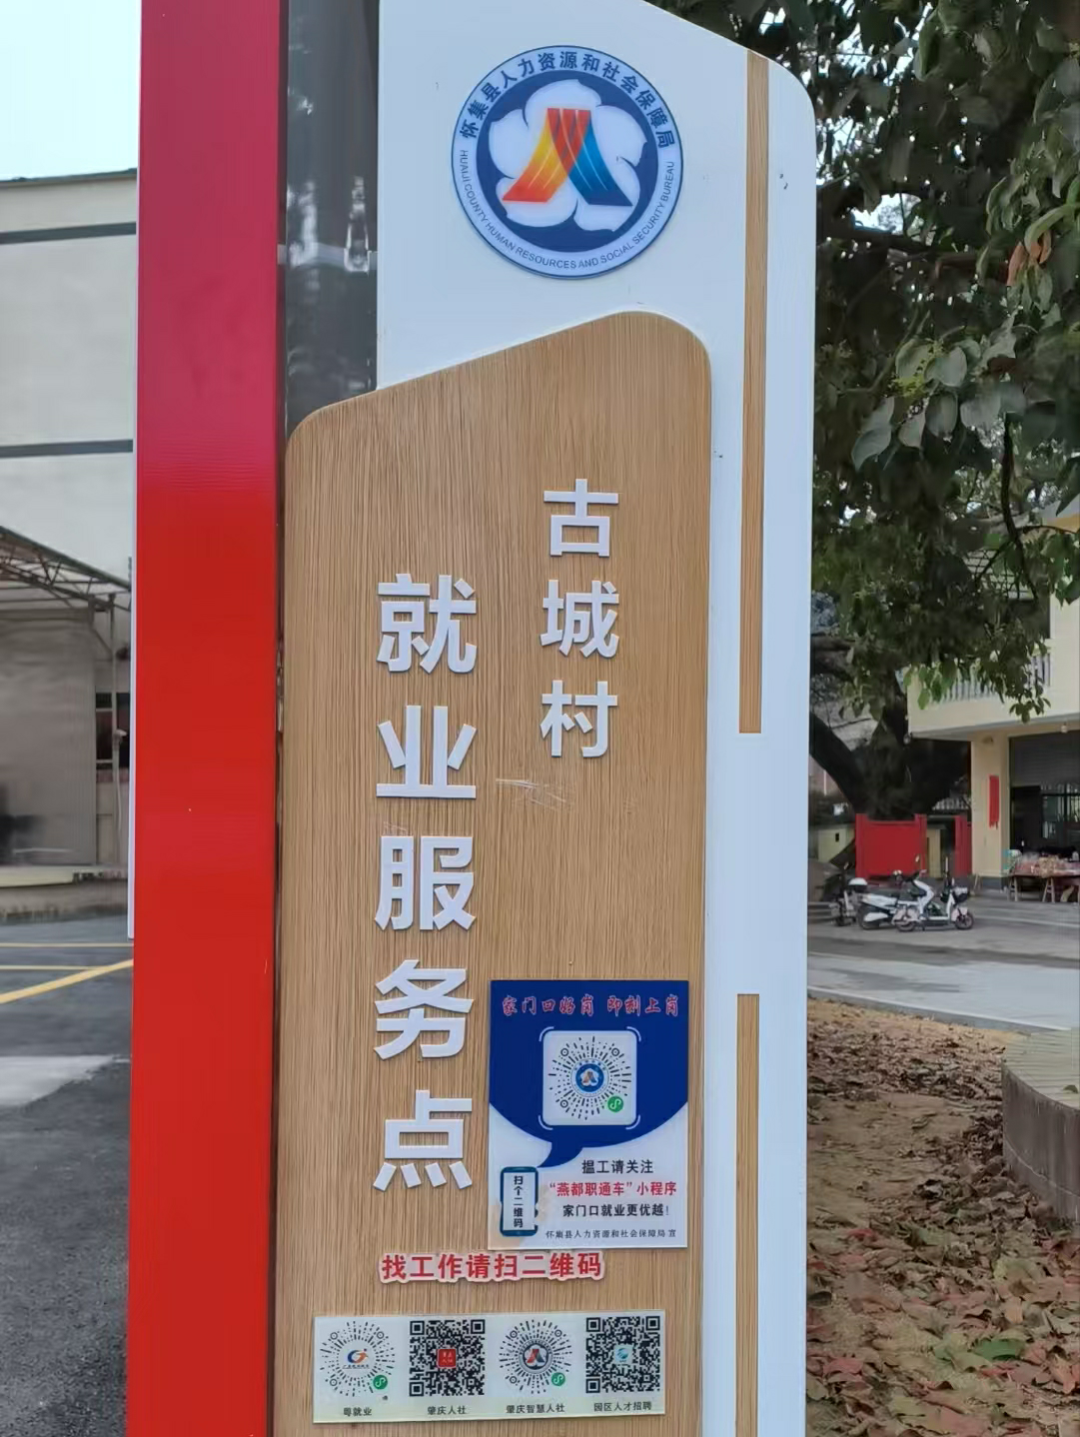 怀集县人力资源和社会保障局
HUAIJI COUNTY HUMAN RESOURCES AND SOCIAL SECURITY BUREAU
古城村
就业服务点
家门口好岗 即刻上岗
揾工请关注
“燕都职通车”小程序
家门口就业更优越！
扫个二维码
怀集县人力资源和社会保障局 宣
找工作请扫二维码
粤就业
肇庆人社
肇庆智慧人社
园区人才招聘